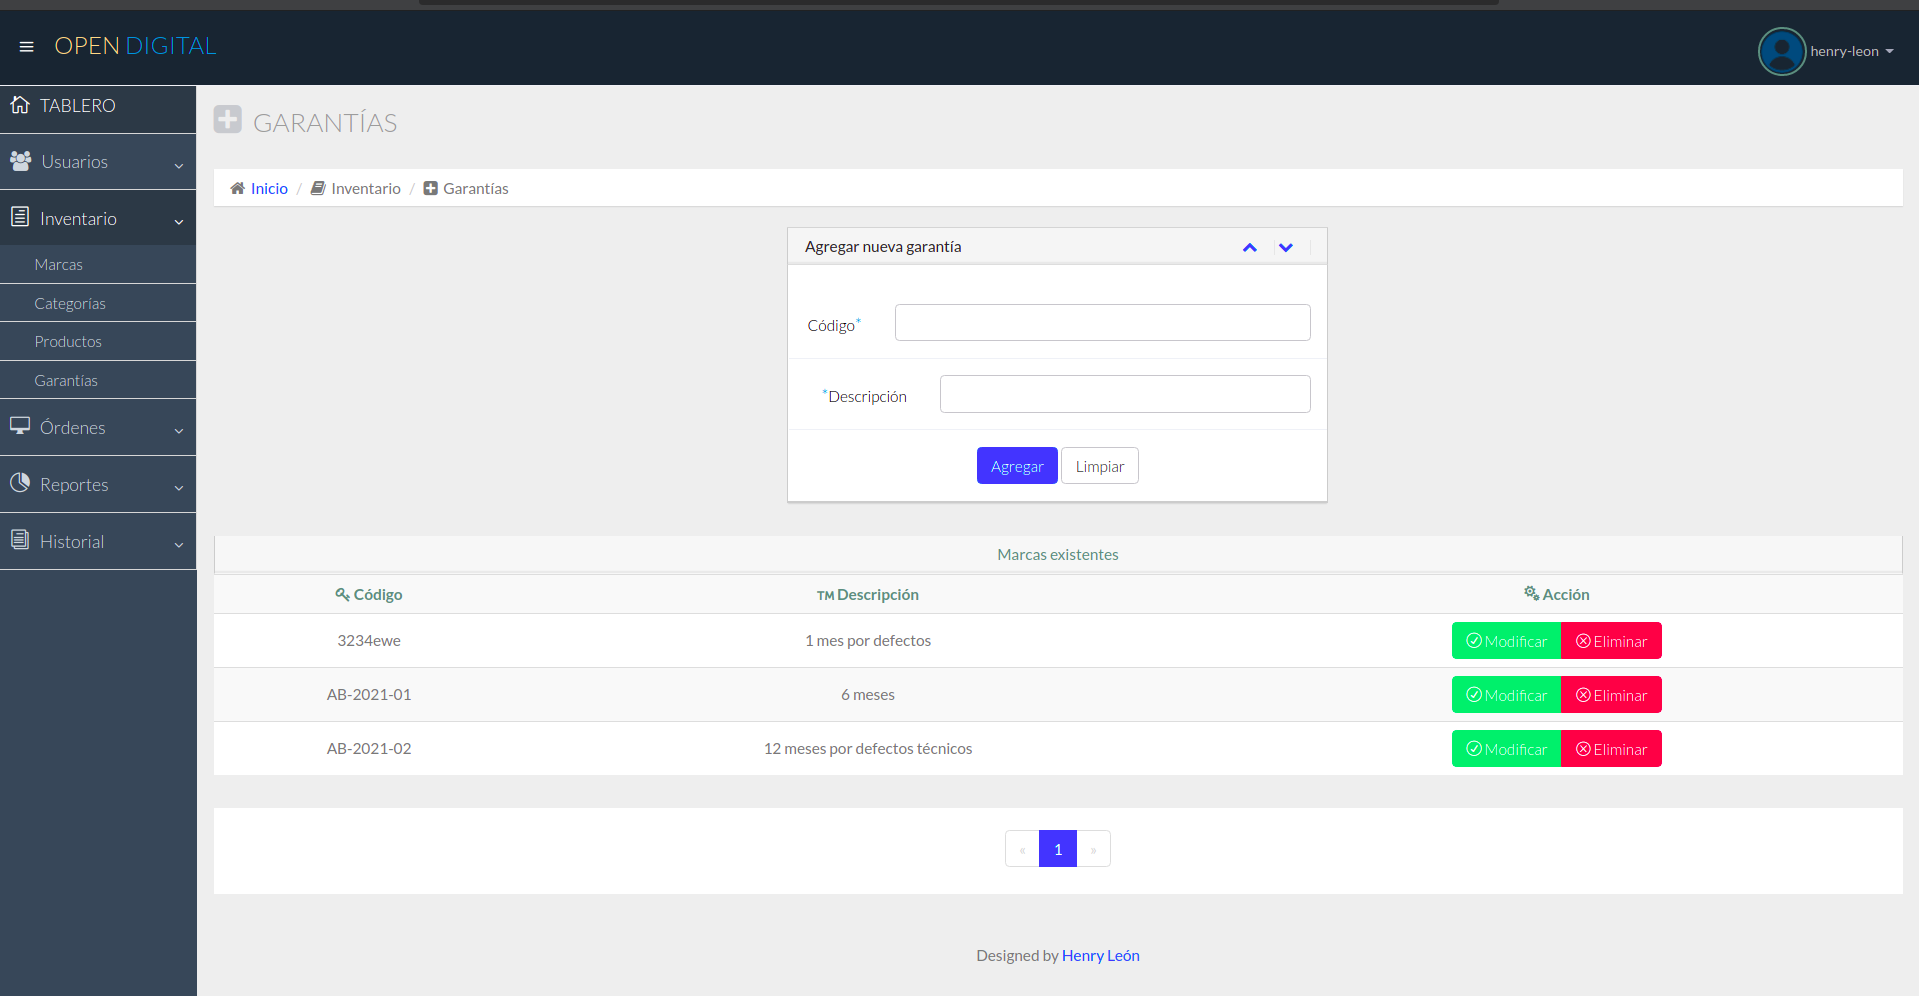 OPEN DIGITAL
henry-leon
TABLERO
Usuarios
Inventario
Marcas
Categorías
Productos
Garantías
Órdenes
Reportes
Historial
GARANTÍAS
Inicio / Inventario / Garantías
Agregar nueva garantía
Código*
*Descripción
Agregar Limpiar
Marcas existentes
Código TM Descripción Acción
3234ewe 1 mes por defectos Modificar Eliminar
AB-2021-01 6 meses Modificar Eliminar
AB-2021-02 12 meses por defectos técnicos Modificar Eliminar
« 1 »
Designed by Henry León